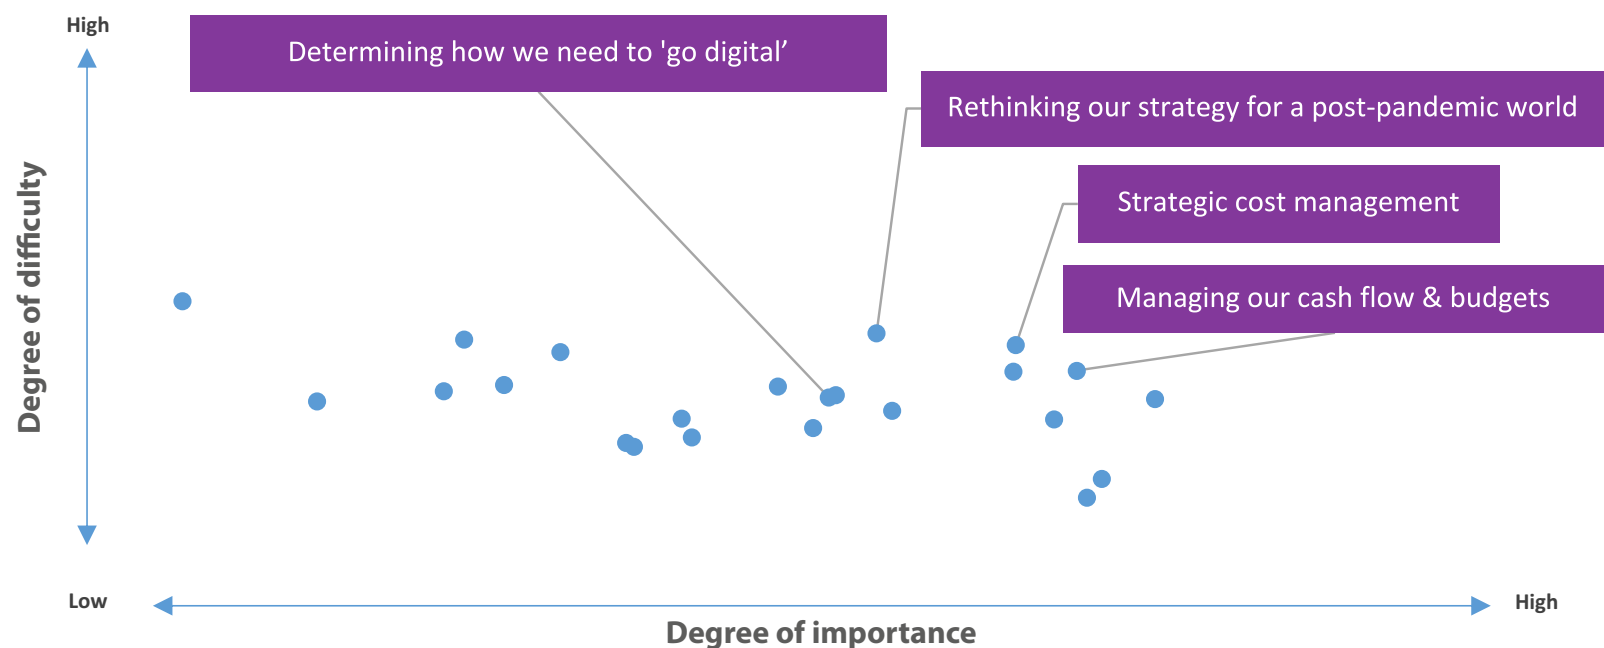 High
Determining how we need to 'go digital’
Rethinking our strategy for a post-pandemic world
Strategic cost management
Managing our cash flow & budgets
Degree of difficulty
Low
High
Degree of importance